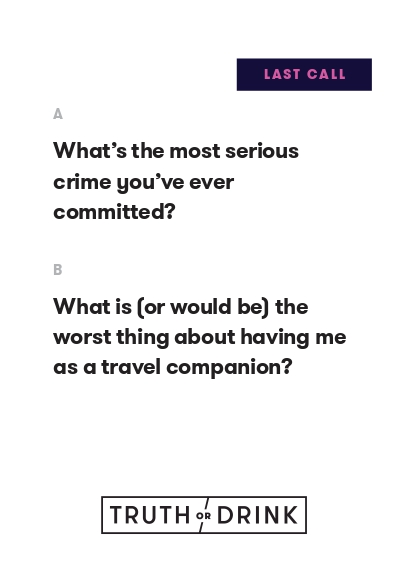 LAST CALL
A
What’s the most serious
crime you’ve ever
committed?
B
What is (or would be) the
worst thing about having me
as a travel companion?
TRUTH OR DRINK